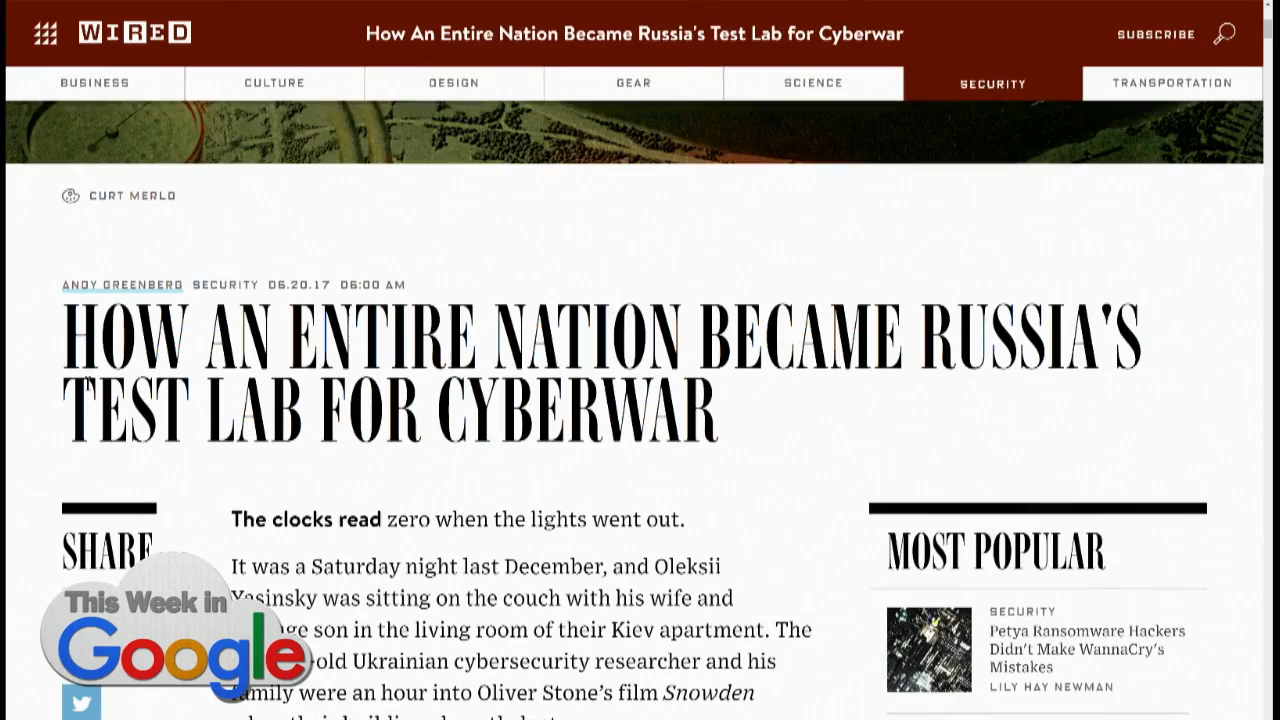 WIRED
How An Entire Nation Became Russia's Test Lab for Cyberwar
SUBSCRIBE
BUSINESS
CULTURE
DESIGN
GEAR
SCIENCE
SECURITY
TRANSPORTATION
CURT MERLO
ANDY GREENBERG SECURITY 06.20.17 06:00 AM
HOW AN ENTIRE NATION BECAME RUSSIA'S
TEST LAB FOR CYBERWAR
SHARE
The clocks read zero when the lights went out.
It was a Saturday night last December, and Oleksii
Yasinsky was sitting on the couch with his wife and
son in the living room of their Kiev apartment. The
-old Ukrainian cybersecurity researcher and his
family were an hour into Oliver Stone's film Snowden
MOST POPULAR
SECURITY
Petya Ransomware Hackers
Didn't Make WannaCry's
Mistakes
LILY HAY NEWMAN
This Week in
Google